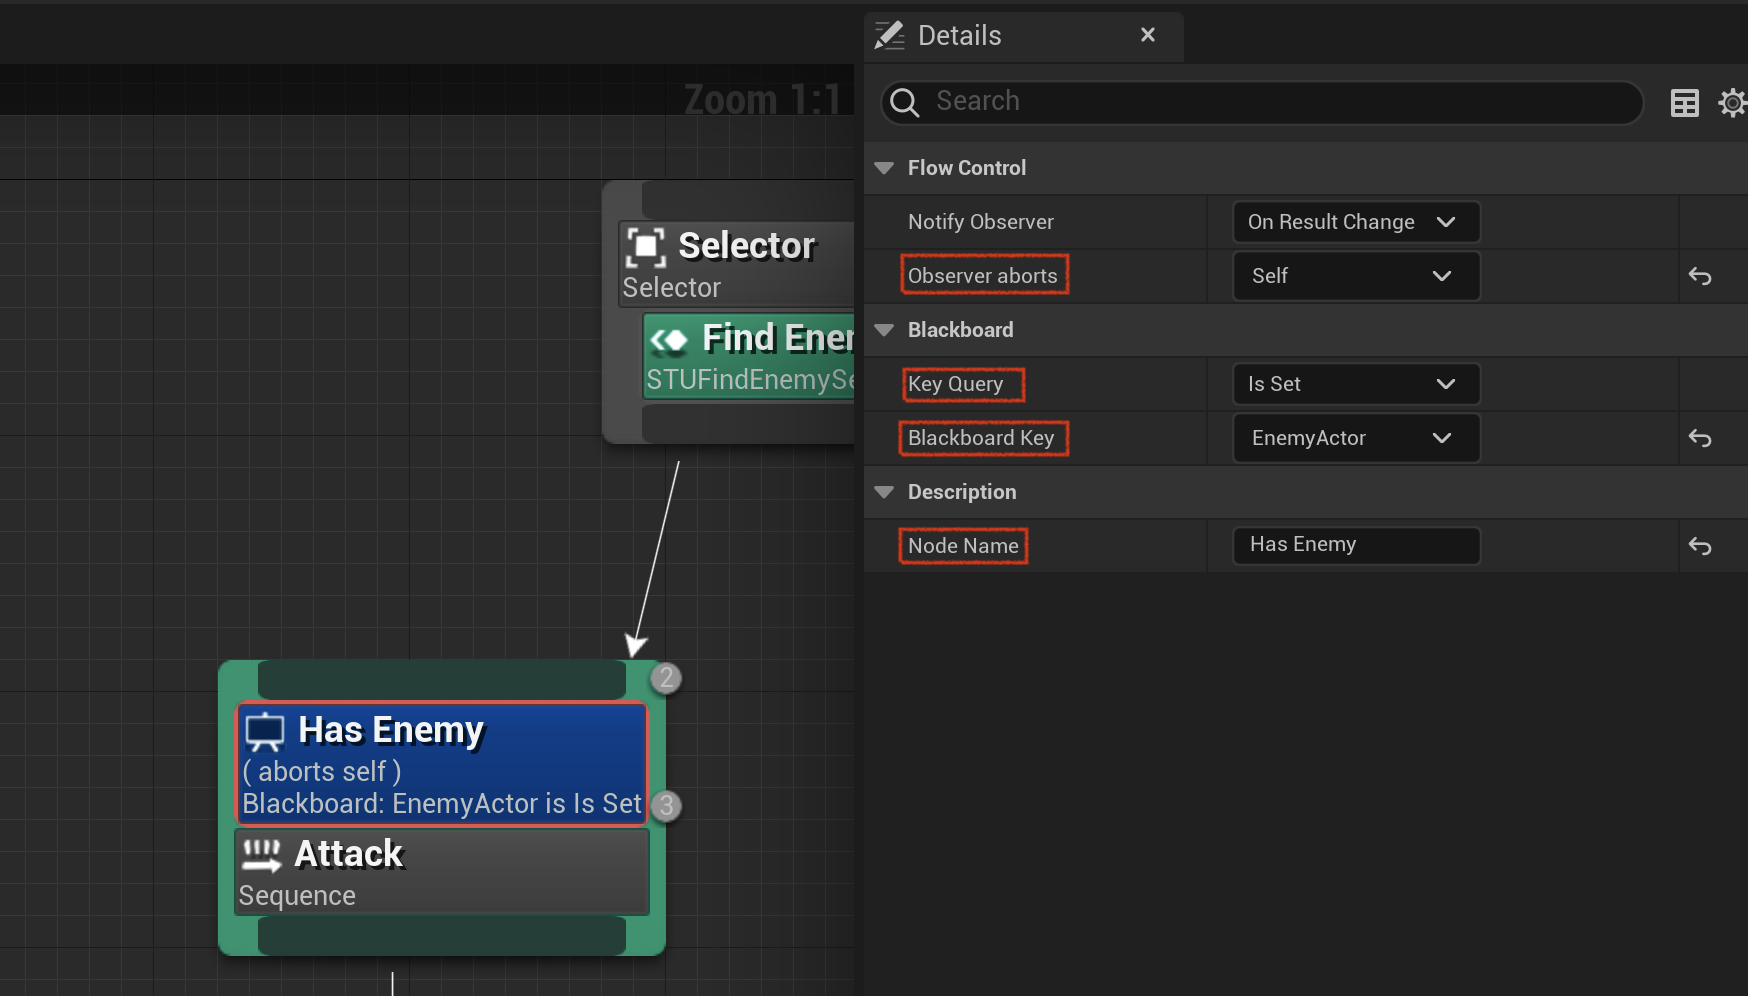 Zoom 1:1
Selector
Selector
STUFindEnemySe
Has Enemy
( aborts self )
Blackboard: EnemyActor is Is Set
Attack
Sequence
2
3
Details
Search
Flow Control
Notify Observer On Result Change
Observer aborts Self
Blackboard
Key Query Is Set
Blackboard Key EnemyActor
Description
Node Name Has Enemy